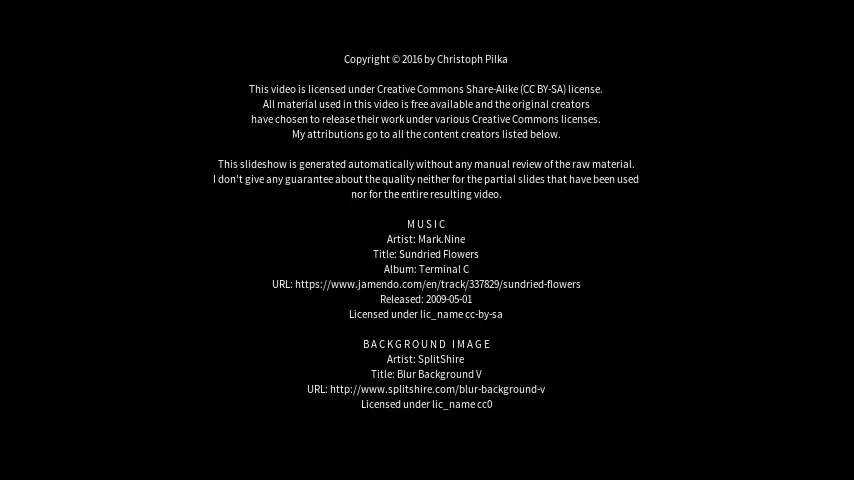 Copyright © 2016 by Christoph Pilka
This video is licensed under Creative Commons Share-Alike (CC BY-SA) license.
All material used in this video is free available and the original creators
have chosen to release their work under various Creative Commons licenses.
My attributions go to all the content creators listed below.
This slideshow is generated automatically without any manual review of the raw material.
I don't give any guarantee about the quality neither for the partial slides that have been used
nor for the entire resulting video.
M U S I C
Artist: Mark.Nine
Title: Sundried Flowers
Album: Terminal C
URL: https://www.jamendo.com/en/track/337829/sundried-flowers
Released: 2009-05-01
Licensed under lic_name cc-by-sa
B A C K G R O U N D   I M A G E
Artist: SplitShire
Title: Blur Background V
URL: http://www.splitshire.com/blur-background-v
Licensed under lic_name cc0